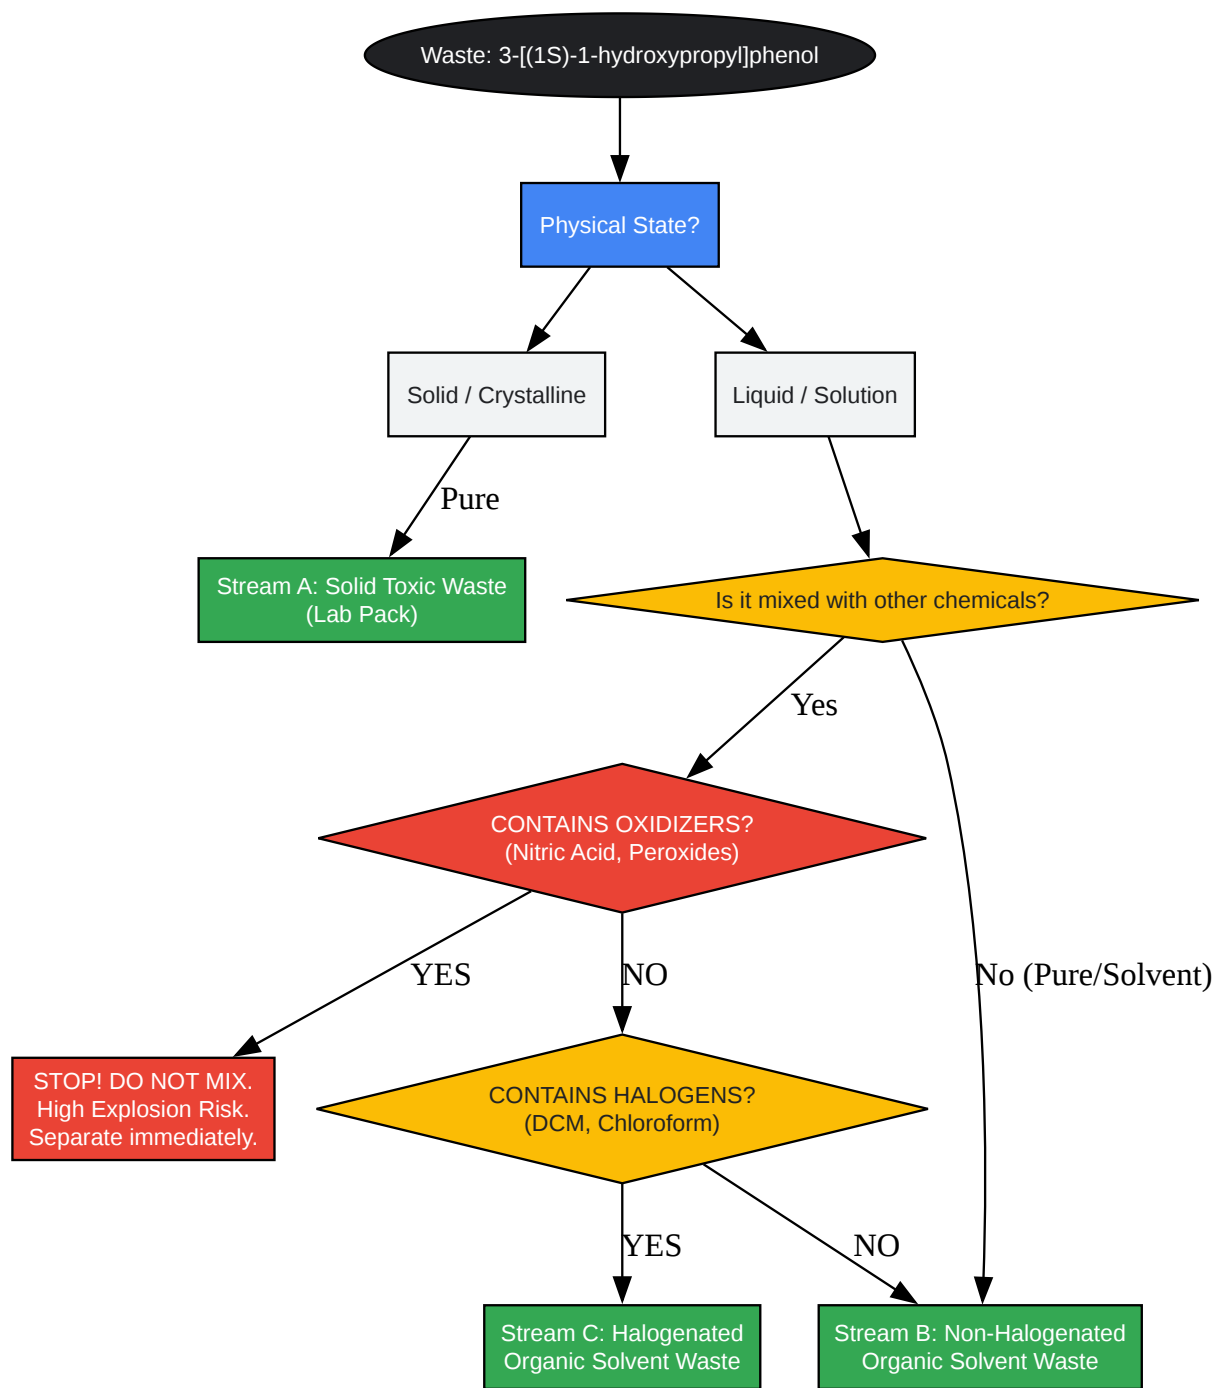 Waste: 3-[(1S)-1-hydroxypropyl]phenol
Physical State?
Solid / Crystalline
Liquid / Solution
Pure
Stream A: Solid Toxic Waste
(Lab Pack)
Is it mixed with other chemicals?
Yes
CONTAINS OXIDIZERS?
(Nitric Acid, Peroxides)
YES
NO
No (Pure/Solvent)
STOP! DO NOT MIX.
High Explosion Risk.
Separate immediately.
CONTAINS HALOGENS?
(DCM, Chloroform)
YES
NO
Stream C: Halogenated
Organic Solvent Waste
Stream B: Non-Halogenated
Organic Solvent Waste